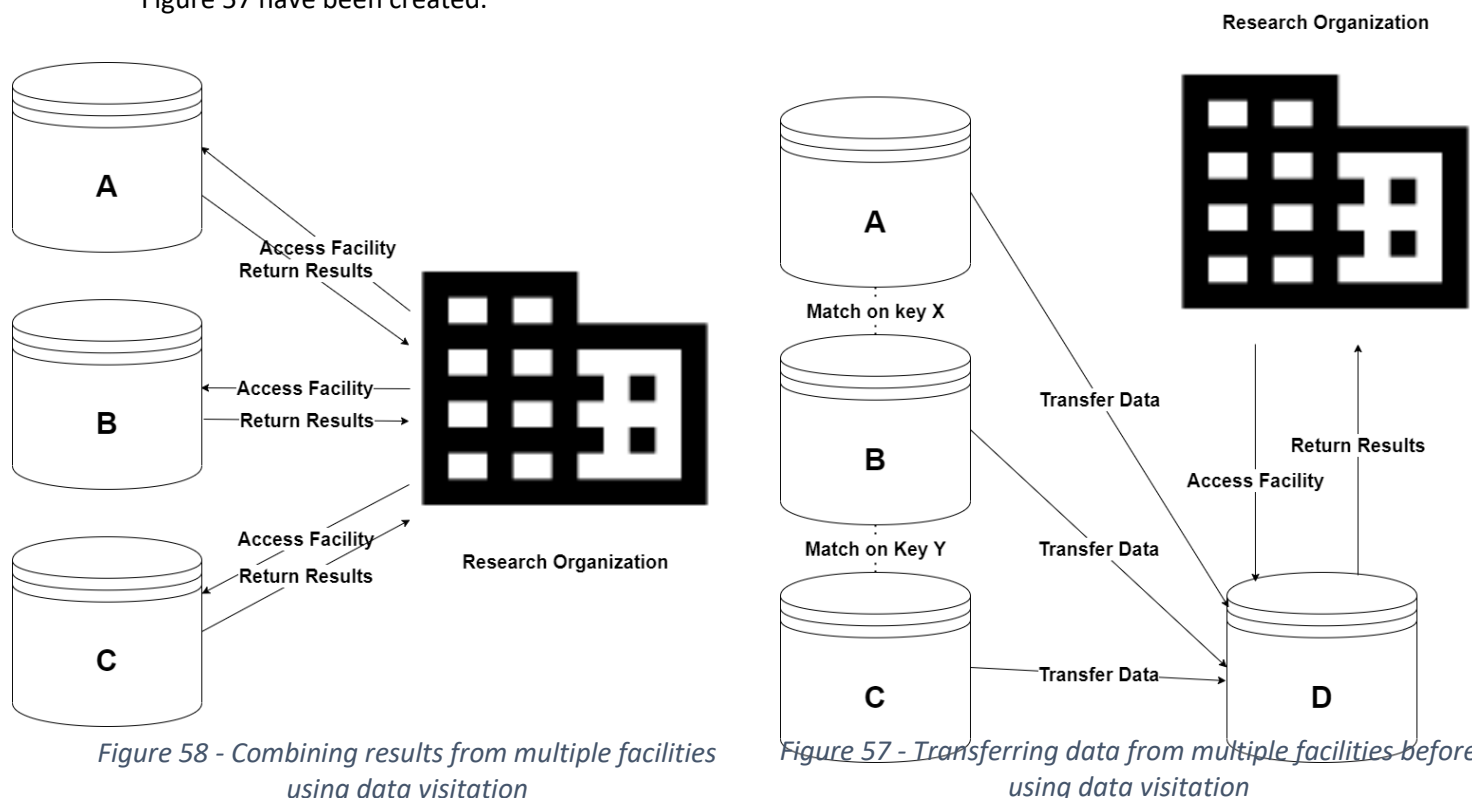 Figure 57 have been created.
A
Access Facility
Return Results
B
Access Facility
Return Results
C
Access Facility
Return Results
Research Organization
Figure 58 - Combining results from multiple facilities
using data visitation
Research Organization
A
Match on key X
B
Match on Key Y
C
Transfer Data
Transfer Data
Transfer Data
Access Facility
Return Results
D
Figure 57 - Transferring data from multiple facilities before
using data visitation